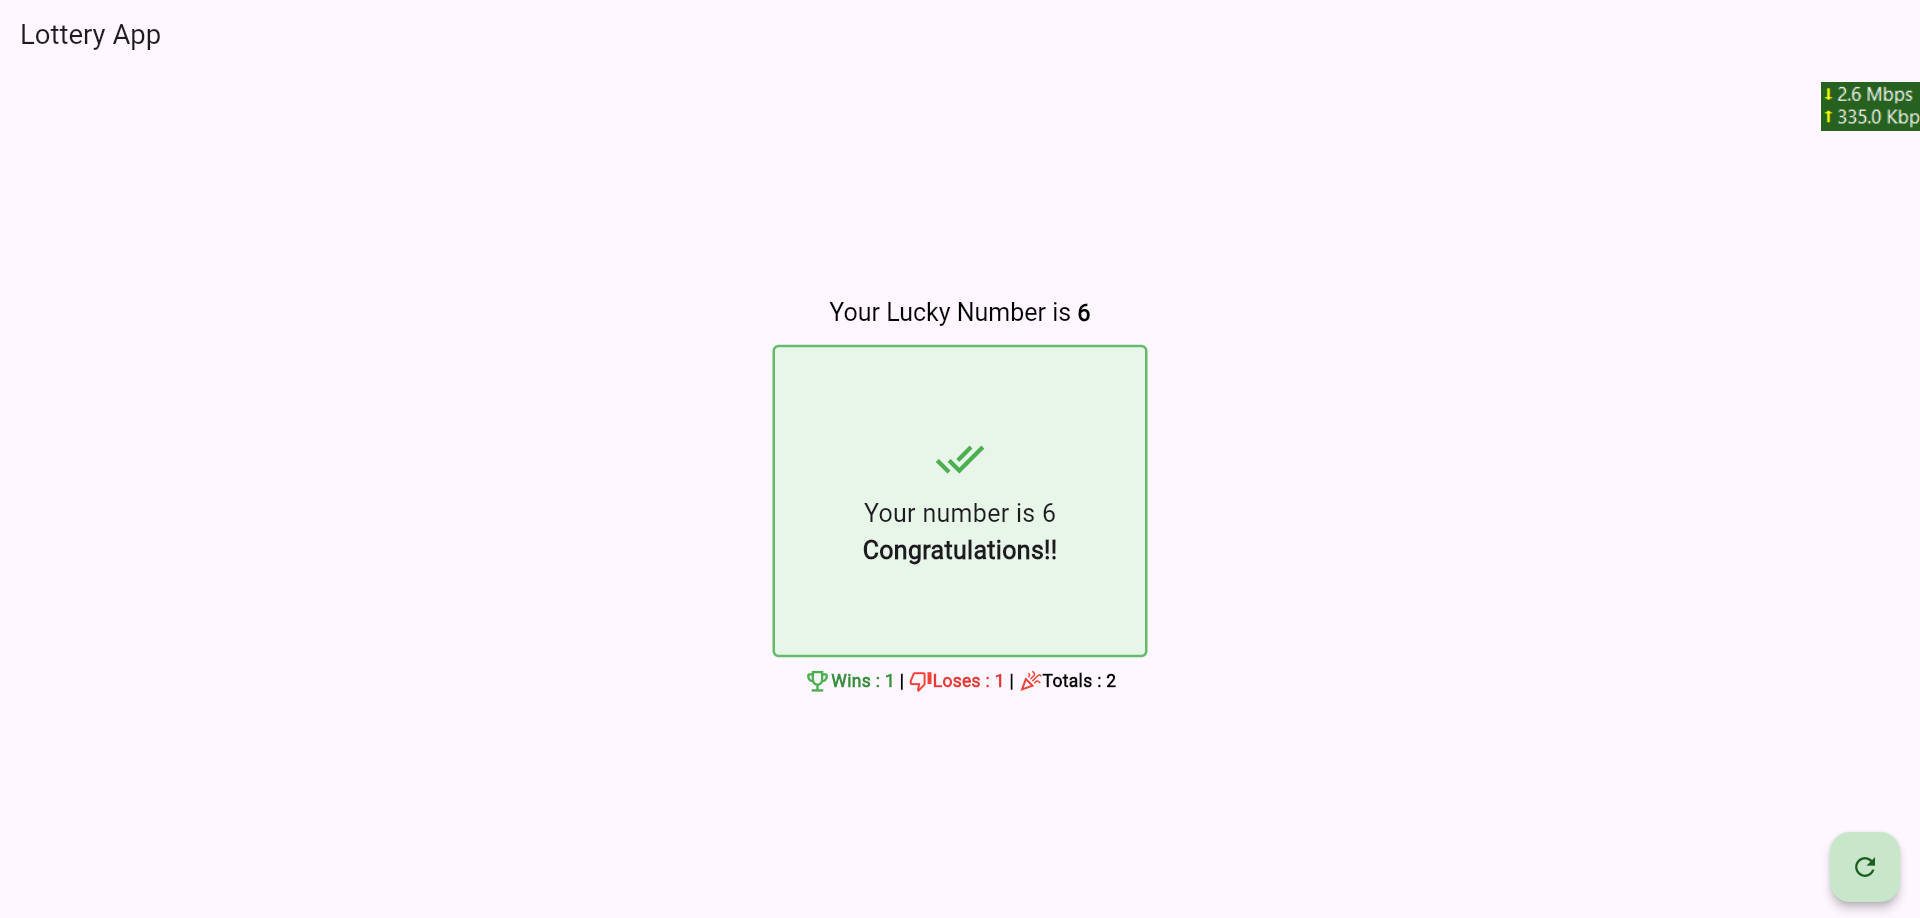 Lottery App
↓ 2.6 Mbps
↑ 335.0 Kbp
Your Lucky Number is 6
Your number is 6
Congratulations!!
Wins : 1 | Loses : 1 | Totals : 2